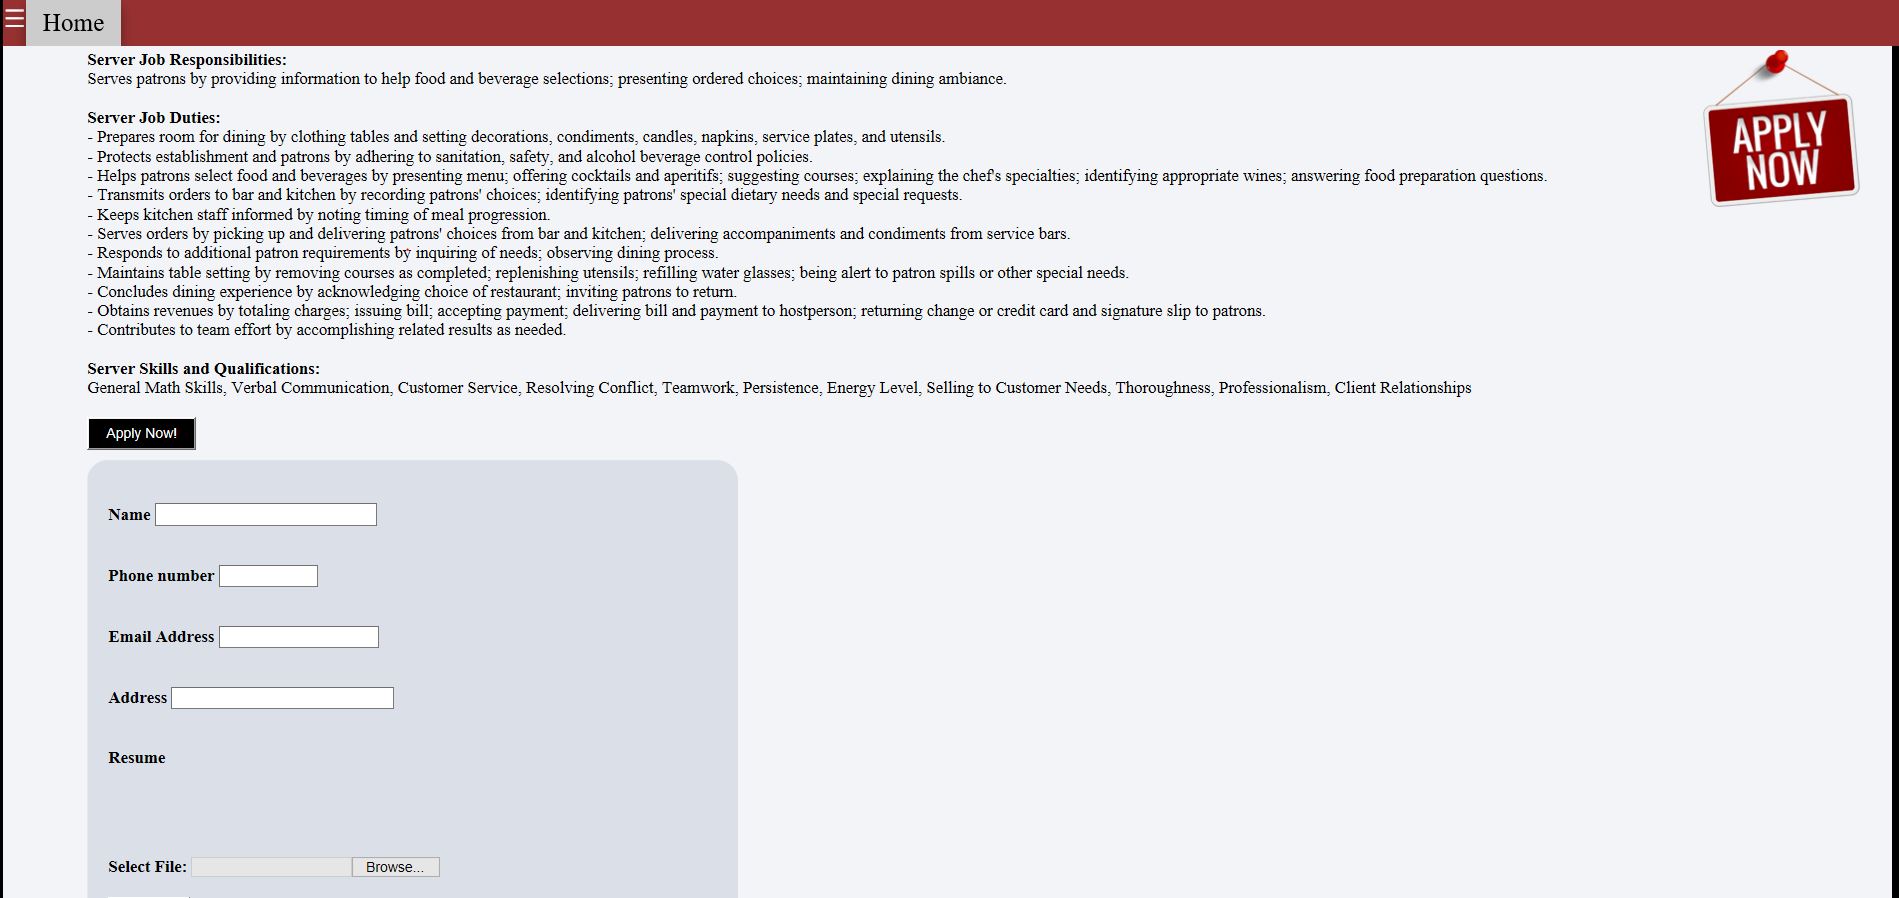 Home
Server Job Responsibilities:
Serves patrons by providing information to help food and beverage selections; presenting ordered choices; maintaining dining ambiance.
APPLY
NOW
Server Job Duties:
- Prepares room for dining by clothing tables and setting decorations, condiments, candles, napkins, service plates, and utensils.
- Protects establishment and patrons by adhering to sanitation, safety, and alcohol beverage control policies.
- Helps patrons select food and beverages by presenting menu; offering cocktails and aperitifs; suggesting courses; explaining the chef's specialties; identifying appropriate wines; answering food preparation questions.
- Transmits orders to bar and kitchen by recording patrons' choices; identifying patrons' special dietary needs and special requests.
- Keeps kitchen staff informed by noting timing of meal progression.
- Serves orders by picking up and delivering patrons' choices from bar and kitchen; delivering accompaniments and condiments from service bars.
- Responds to additional patron requirements by inquiring of needs; observing dining process.
- Maintains table setting by removing courses as completed; replenishing utensils; refilling water glasses; being alert to patron spills or other special needs.
- Concludes dining experience by acknowledging choice of restaurant; inviting patrons to return.
- Obtains revenues by totaling charges; issuing bill; accepting payment; delivering bill and payment to hostperson; returning change or credit card and signature slip to patrons.
- Contributes to team effort by accomplishing related results as needed.
Server Skills and Qualifications:
General Math Skills, Verbal Communication, Customer Service, Resolving Conflict, Teamwork, Persistence, Energy Level, Selling to Customer Needs, Thoroughness, Professionalism, Client Relationships
Apply Now!
Name
Phone number
Email Address
Address
Resume
Select File:
Browse...